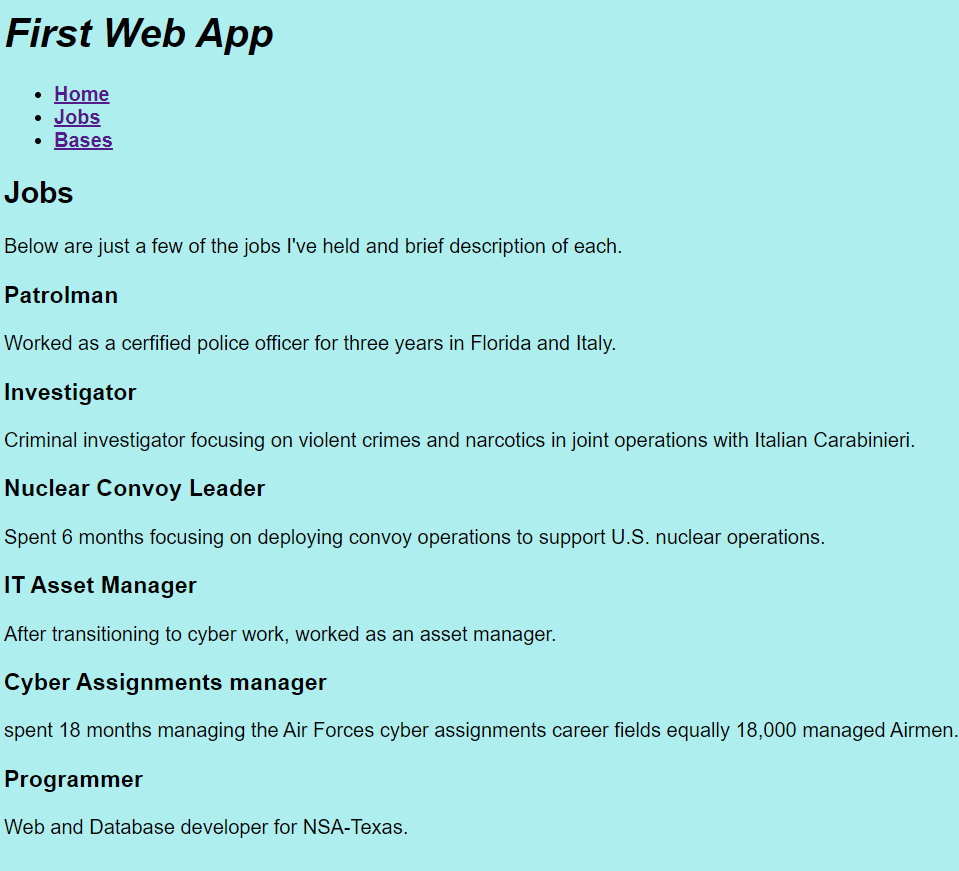 First Web App
Home
Jobs
Bases
Jobs
Below are just a few of the jobs I've held and brief description of each.
Patrolman
Worked as a cerfified police officer for three years in Florida and Italy.
Investigator
Criminal investigator focusing on violent crimes and narcotics in joint operations with Italian Carabinieri.
Nuclear Convoy Leader
Spent 6 months focusing on deploying convoy operations to support U.S. nuclear operations.
IT Asset Manager
After transitioning to cyber work, worked as an asset manager.
Cyber Assignments manager
spent 18 months managing the Air Forces cyber assignments career fields equally 18,000 managed Airmen.
Programmer
Web and Database developer for NSA-Texas.